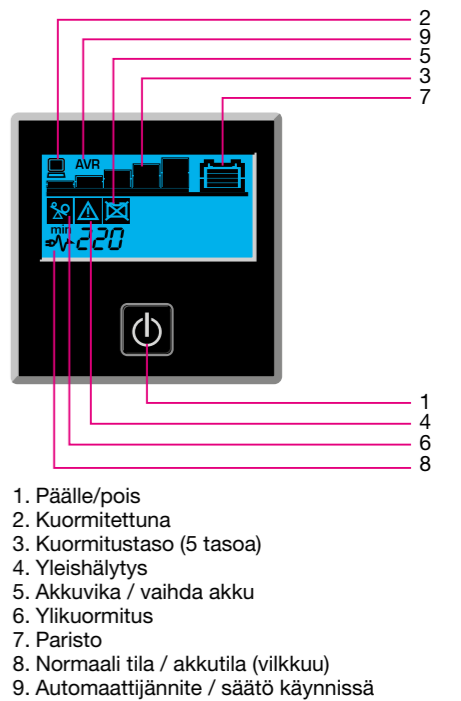 2
9
5
3
7
AVR
min
220
1
4
6
8
1. Päälle/pois
2. Kuormitettuna
3. Kuormitustaso (5 tasoa)
4. Yleishälytys
5. Akkuvika / vaihda akku
6. Ylikuormitus
7. Paristo
8. Normaali tila / akkutila (vilkkuu)
9. Automaattijännite / säätö käynnissä